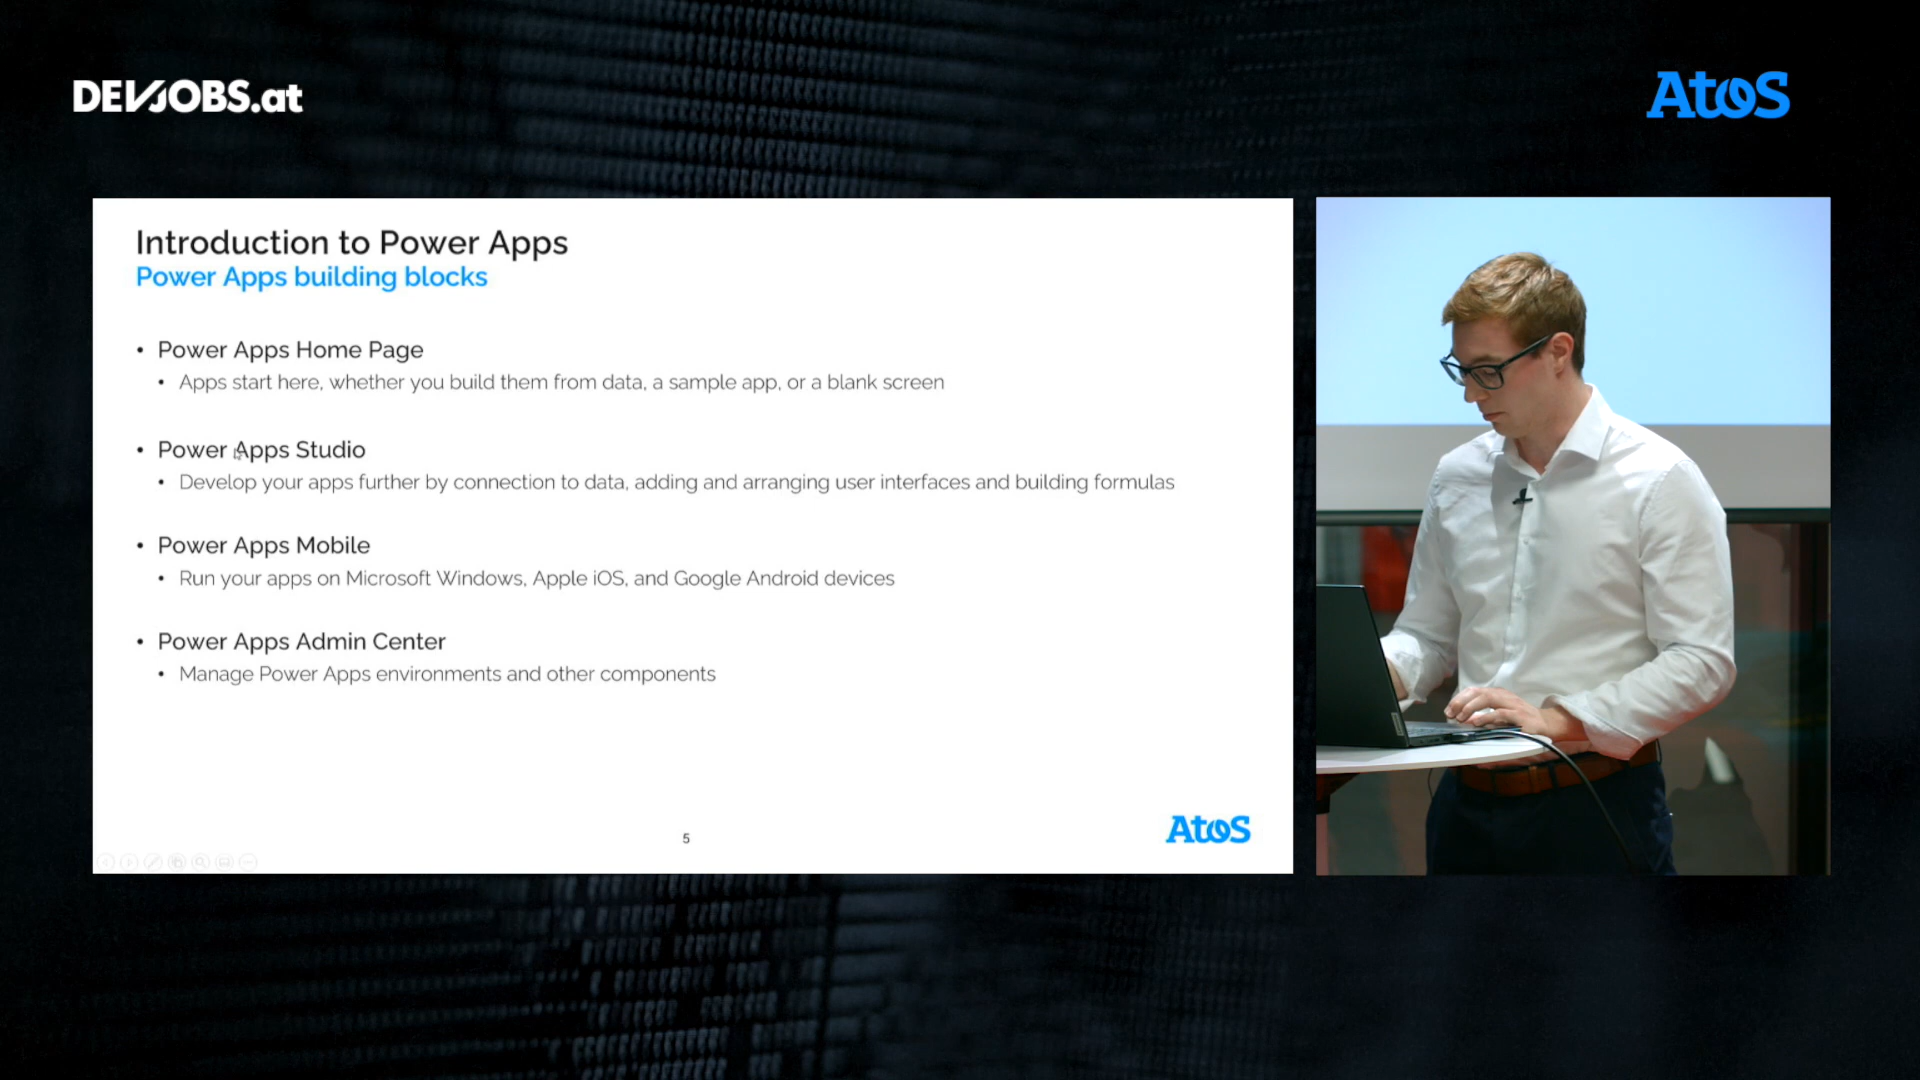 DEVJOBS.at
Atos
Introduction to Power Apps
Power Apps building blocks
• Power Apps Home Page
• Apps start here, whether you build them from data, a sample app, or a blank screen
• Power Apps Studio
• Develop your apps further by connection to data, adding and arranging user interfaces and building formulas
• Power Apps Mobile
• Run your apps on Microsoft Windows, Apple iOS, and Google Android devices
• Power Apps Admin Center
• Manage Power Apps environments and other components
5
Atos